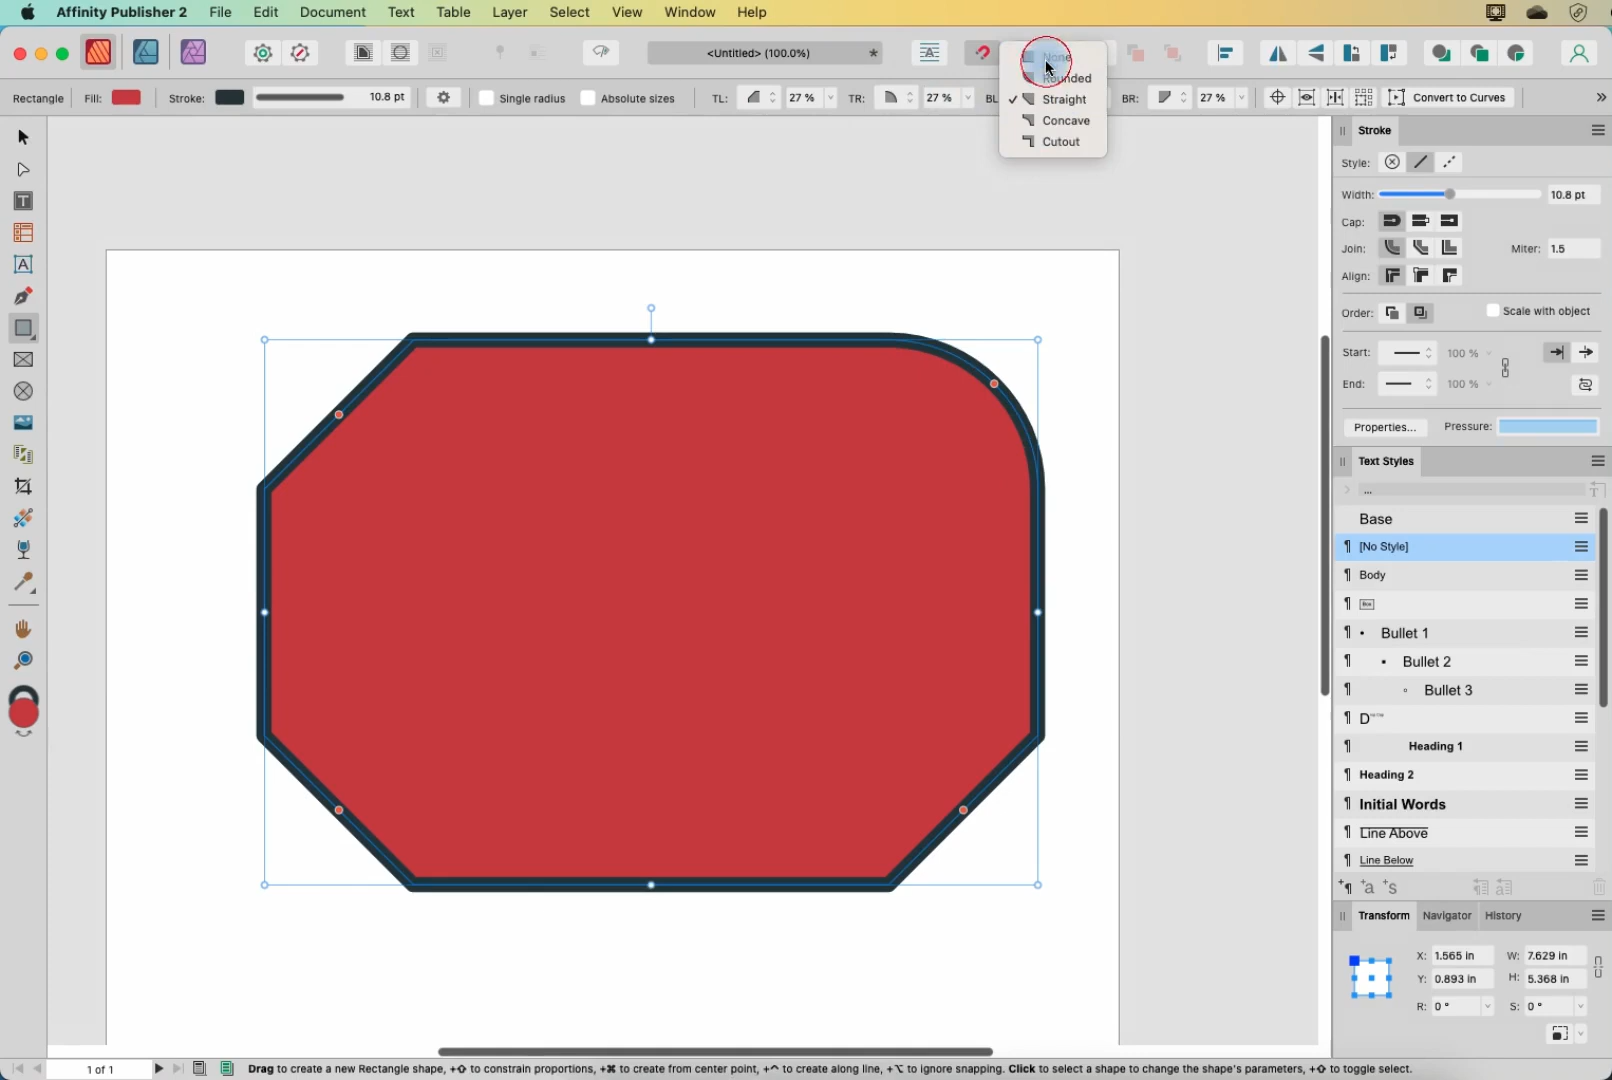 Affinity Publisher 2 File Edit Document Text Table Layer Select View Window Help
<Untitled> (100.0%) *
None
Rounded
Straight
Concave
Cutout
Rectangle Fill: Stroke: 10.8 pt Single radius Absolute sizes TL: 27 % TR: 27 % BL BR: 27 % Convert to Curves
Stroke
Style:
Width: 10.8 pt
Cap:
Join: Miter: 1.5
Align:
Order: Scale with object
Start: 100 %
End: 100 %
Properties... Pressure:
Text Styles
...
Base
[No Style]
Body
Bullet 1
Bullet 2
Bullet 3
Heading 1
Heading 2
Initial Words
Line Above
Line Below
Transform Navigator History
X: 1.565 in W: 7.629 in
Y: 0.893 in H: 5.368 in
R: 0 ° S: 0 °
1 of 1 Drag to create a new Rectangle shape, +⇧ to constrain proportions, +⌘ to create from center point, +^ to create along line, +⌥ to ignore snapping. Click to select a shape to change the shape's parameters, +⇧ to toggle select.